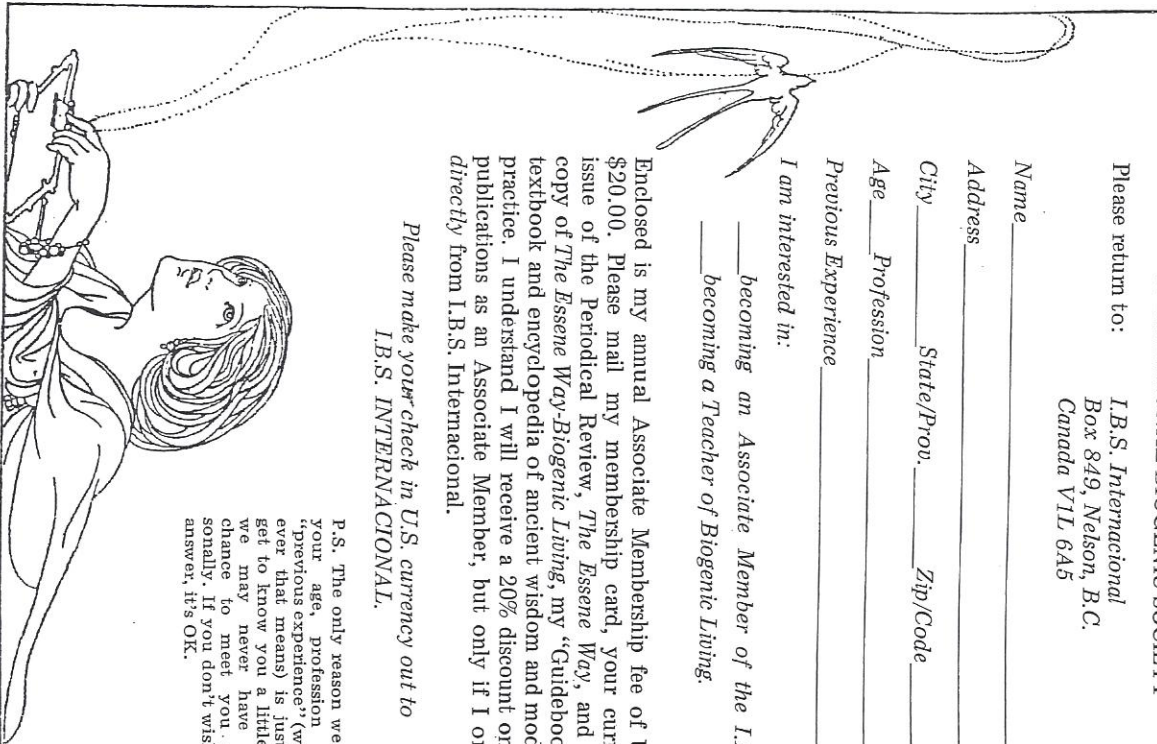 BIOGENIC SOCIETY
Please return to: I.B.S. Internacional
Box 849, Nelson, B.C.
Canada V1L 6A5
Name
Address
City State/Prov. Zip/Code
Age Profession
Previous Experience
I am interested in:
becoming an Associate Member of the I.
becoming a Teacher of Biogenic Living.
Enclosed is my annual Associate Membership fee of
$20.00. Please mail my membership card, your curr
issue of the Periodical Review, The Essene Way, and
copy of The Essene Way-Biogenic Living, my "Guideboo
textbook and encyclopedia of ancient wisdom and mod
practice. I understand I will receive a 20% discount on
publications as an Associate Member, but only if I or
directly from I.B.S. Internacional.
Please make your check in U.S. currency out to
I.B.S. INTERNACIONAL.
P.S. The only reason we
your age, profession
"previous experience" (w
ever that means) is just
get to know you a little
we may never have
chance to meet you
sonally. If you don't wis
answer, it's OK.